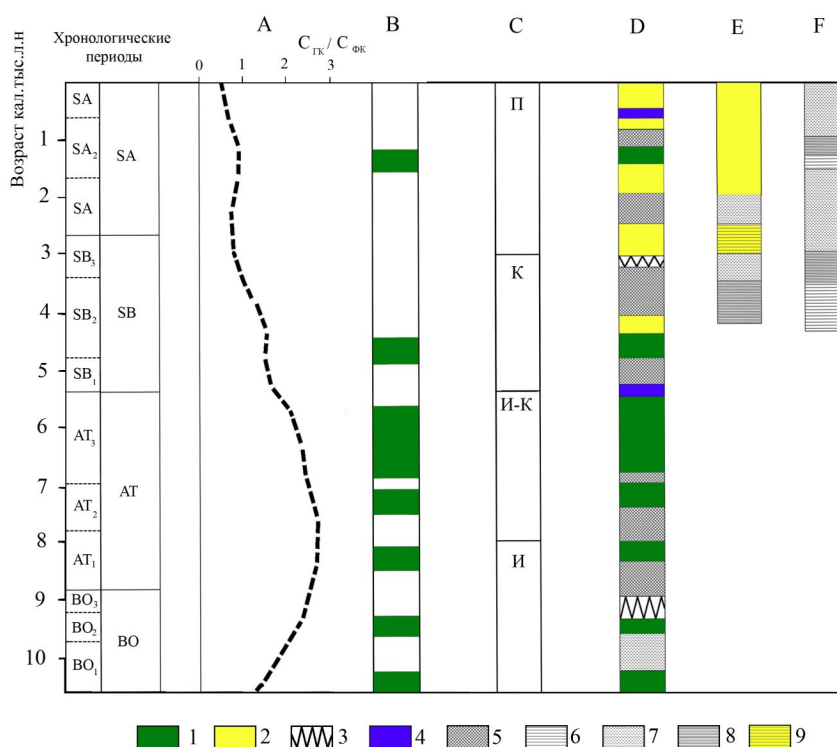 Хронологические периоды
Возраст кал.тыс.л.н
A
C ГК / C ФК
B
C
D
E
F
0 1 2 3
1
2
3
4
5
6
7
8
9
10
SA
SA2
SA
SB3
SB2
SB1
AT3
AT2
AT1
BO3
BO2
BO1
SA
SB
AT
BO
П
К
И-К
И
1 2 3 4 5 6 7 8 9